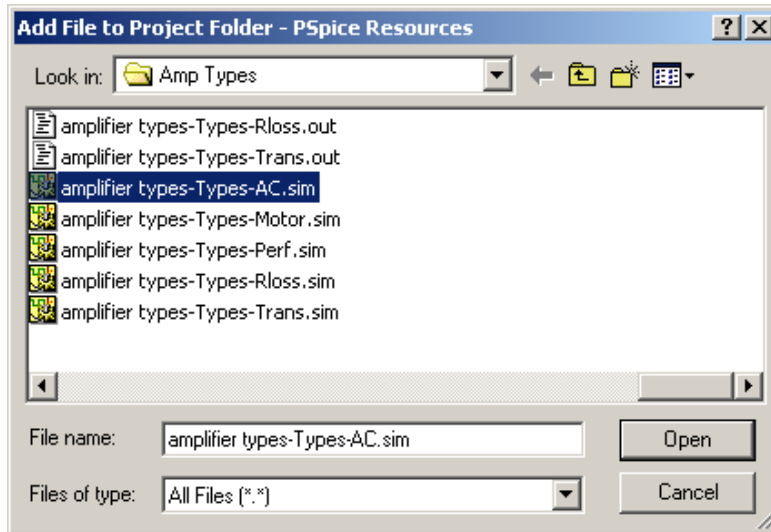 Add File to Project Folder - PSpice Resources
Look in: Amp Types
amplifier types-Types-Rloss.out
amplifier types-Types-Trans.out
amplifier types-Types-AC.sim
amplifier types-Types-Motor.sim
amplifier types-Types-Perf.sim
amplifier types-Types-Rloss.sim
amplifier types-Types-Trans.sim
File name: amplifier types-Types-AC.sim Open
Files of type: All Files (*.*) Cancel